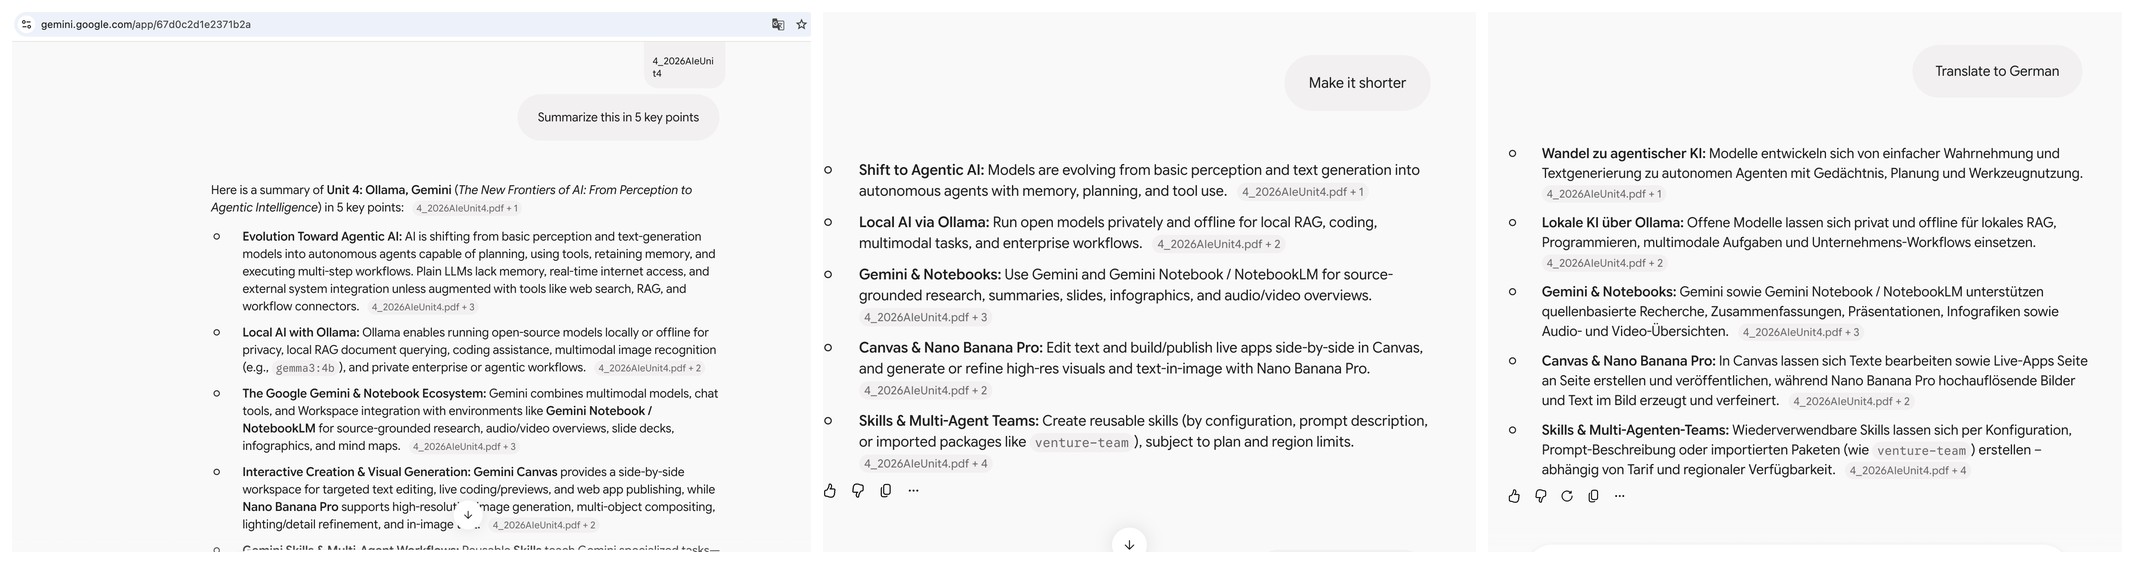 gemini.google.com/app/67d0c2d1e2371b2a
4_2026AIeUni
t4
Summarize this in 5 key points
Here is a summary of Unit 4: Ollama, Gemini (The New Frontiers of AI: From Perception to
Agentic Intelligence) in 5 key points: 4_2026AIeUnit4.pdf + 1
Evolution Toward Agentic AI: AI is shifting from basic perception and text-generation
models into autonomous agents capable of planning, using tools, retaining memory, and
executing multi-step workflows. Plain LLMs lack memory, real-time internet access, and
external system integration unless augmented with tools like web search, RAG, and
workflow connectors. 4_2026AIeUnit4.pdf + 3
Local AI with Ollama: Ollama enables running open-source models locally or offline for
privacy, local RAG document querying, coding assistance, multimodal image recognition
(e.g., gemma3:4b ), and private enterprise or agentic workflows. 4_2026AIeUnit4.pdf + 2
The Google Gemini & Notebook Ecosystem: Gemini combines multimodal models, chat
tools, and Workspace integration with environments like Gemini Notebook /
NotebookLM for source-grounded research, audio/video overviews, slide decks,
infographics, and mind maps. 4_2026AIeUnit4.pdf + 3
Interactive Creation & Visual Generation: Gemini Canvas provides a side-by-side
workspace for targeted text editing, live coding/previews, and web app publishing, while
Nano Banana Pro supports high-resolution image generation, multi-object compositing,
lighting/detail refinement, and in-image 4_2026AIeUnit4.pdf + 2
Gemini Skills & Multi-Agent Workflows: Reusable Skills teach Gemini specialized tasks—
Make it shorter
Shift to Agentic AI: Models are evolving from basic perception and text generation into
autonomous agents with memory, planning, and tool use. 4_2026AIeUnit4.pdf + 1
Local AI via Ollama: Run open models privately and offline for local RAG, coding,
multimodal tasks, and enterprise workflows. 4_2026AIeUnit4.pdf + 2
Gemini & Notebooks: Use Gemini and Gemini Notebook / NotebookLM for source-
grounded research, summaries, slides, infographics, and audio/video overviews.
4_2026AIeUnit4.pdf + 3
Canvas & Nano Banana Pro: Edit text and build/publish live apps side-by-side in Canvas,
and generate or refine high-res visuals and text-in-image with Nano Banana Pro.
4_2026AIeUnit4.pdf + 2
Skills & Multi-Agent Teams: Create reusable skills (by configuration, prompt description,
or imported packages like venture-team ), subject to plan and region limits.
4_2026AIeUnit4.pdf + 4
Translate to German
Wandel zu agentischer KI: Modelle entwickeln sich von einfacher Wahrnehmung und
Textgenerierung zu autonomen Agenten mit Gedächtnis, Planung und Werkzeugnutzung.
4_2026AIeUnit4.pdf + 1
Lokale KI über Ollama: Offene Modelle lassen sich privat und offline für lokales RAG,
Programmieren, multimodale Aufgaben und Unternehmens-Workflows einsetzen.
4_2026AIeUnit4.pdf + 2
Gemini & Notebooks: Gemini sowie Gemini Notebook / NotebookLM unterstützen
quellenbasierte Recherche, Zusammenfassungen, Präsentationen, Infografiken sowie
Audio- und Video-Übersichten. 4_2026AIeUnit4.pdf + 3
Canvas & Nano Banana Pro: In Canvas lassen sich Texte bearbeiten sowie Live-Apps Seite
an Seite erstellen und veröffentlichen, während Nano Banana Pro hochauflösende Bilder
und Text im Bild erzeugt und verfeinert. 4_2026AIeUnit4.pdf + 2
Skills & Multi-Agenten-Teams: Wiederverwendbare Skills lassen sich per Konfiguration,
Prompt-Beschreibung oder importierten Paketen (wie venture-team ) erstellen –
abhängig von Tarif und regionaler Verfügbarkeit. 4_2026AIeUnit4.pdf + 4